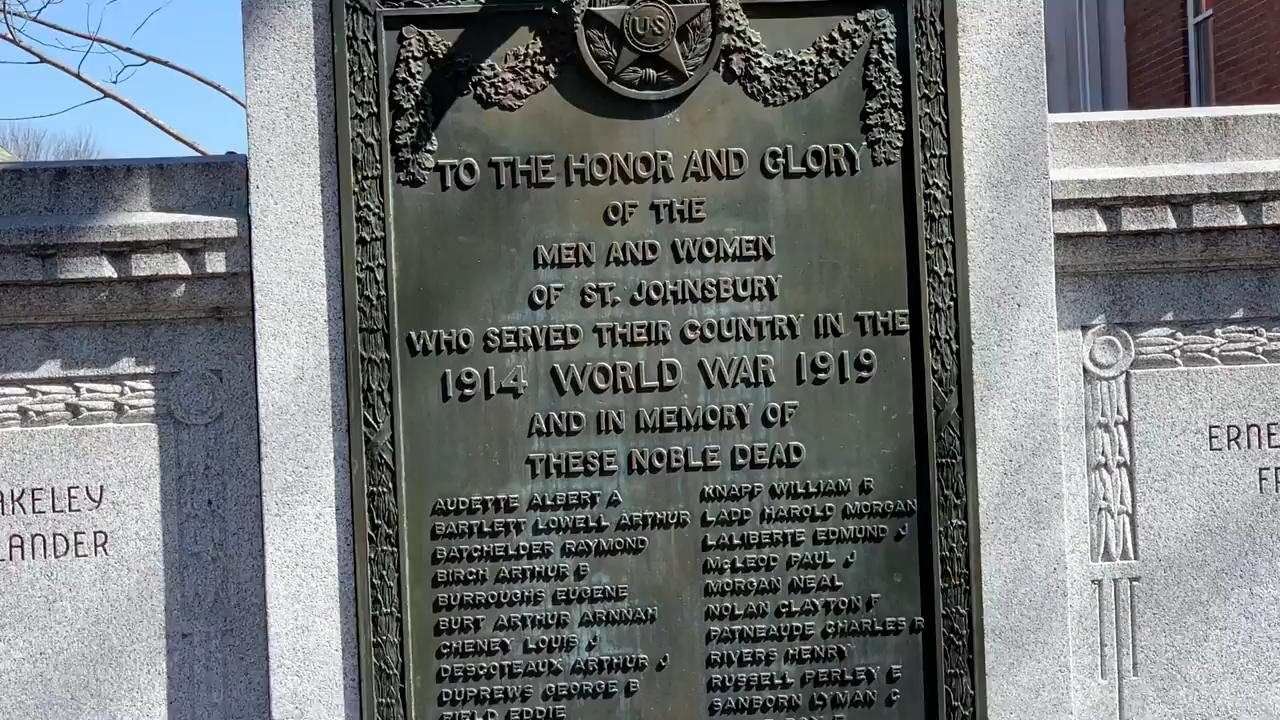 US
TO THE HONOR AND GLORY
OF THE
MEN AND WOMEN
OF ST. JOHNSBURY
WHO SERVED THEIR COUNTRY IN THE
1914 WORLD WAR 1919
AND IN MEMORY OF
THESE NOBLE DEAD
AUDETTE ALBERT A
BARTLETT LOWELL ARTHUR
BATCHELDER RAYMOND
BIRCH ARTHUR B
BURROUGHS EUGENE
BURT ARTHUR ARNNAH
CHENEY LOUIS J
DESCOTEAUX ARTHUR J
DUPREWS GEORGE B
FIELD EDDIE
KNAPP WILLIAM R
LADD HAROLD MORGAN
LALIBERTE EDMUND J
McLEOD PAUL J
MORGAN NEAL
NOLAN CLAYTON F
PATNEAUDE CHARLES R
RIVERS HENRY
RUSSELL PERLEY E
SANBORN LYMAN C
AKELEY
LANDER
ERNE